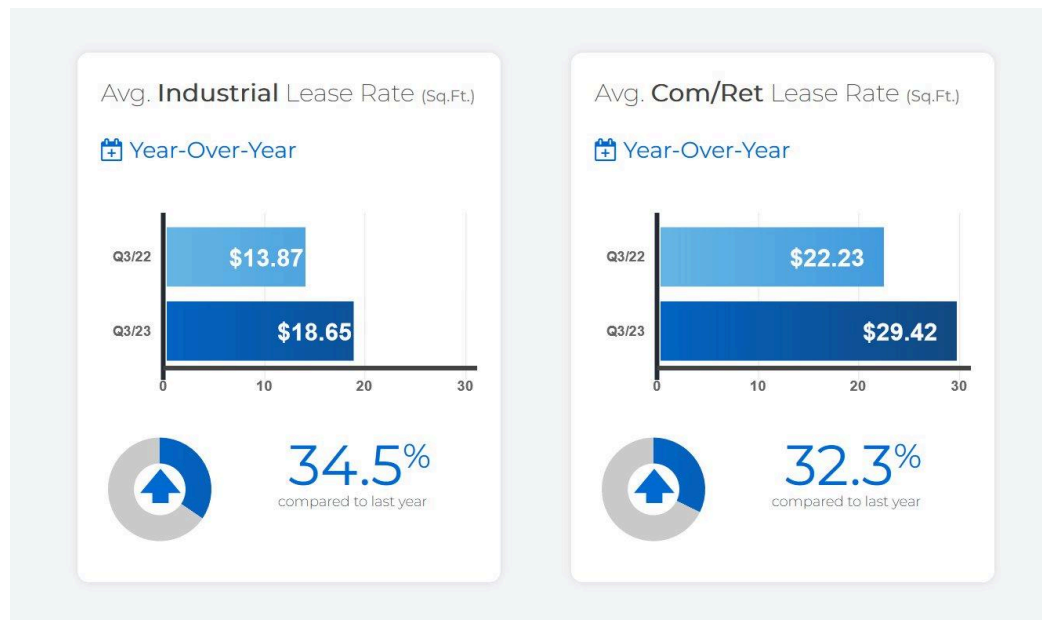 Avg. Industrial Lease Rate (Sq.Ft.)
Year-Over-Year
Q3/22
$13.87
Q3/23
$18.65
0 10 20 30
34.5%
compared to last year
Avg. Com/Ret Lease Rate (Sq.Ft.)
Year-Over-Year
Q3/22
$22.23
Q3/23
$29.42
0 10 20 30
32.3%
compared to last year